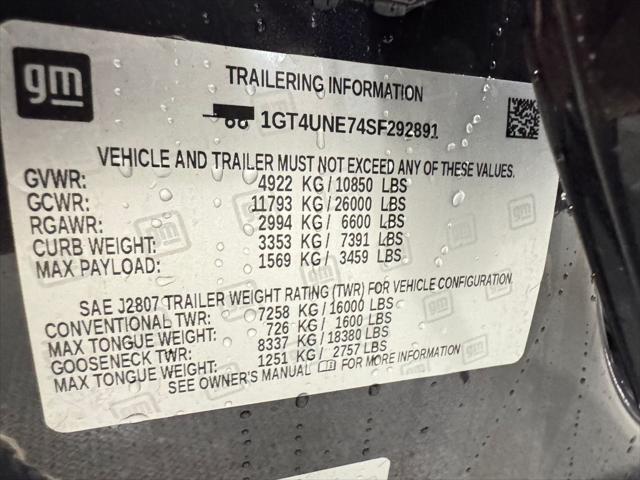 gm
TRAILERING INFORMATION
1GT4UNE74SF292891
VEHICLE AND TRAILER MUST NOT EXCEED ANY OF THESE VALUES.
GVWR: 4922 KG/10850 LBS
GCWR: 11793 KG/26000 LBS
RGAWR: 2994 KG/ 6600 LBS
CURB WEIGHT: 3353 KG/ 7391 LBS
MAX PAYLOAD: 1569 KG/ 3459 LBS
SAE J2807 TRAILER WEIGHT RATING (TWR) FOR VEHICLE CONFIGURATION.
CONVENTIONAL TWR: 7258 KG/16000 LBS
MAX TONGUE WEIGHT: 726 KG/ 1600 LBS
GOOSENECK TWR: 8337 KG/18380 LBS
MAX TONGUE WEIGHT: 1251 KG/ 2757 LBS
SEE OWNER'S MANUAL FOR MORE INFORMATION